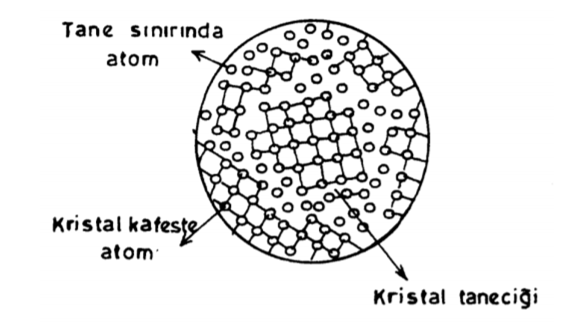 Tane sınırında
atom
Kristal kafeste
atom
Kristal taneciği